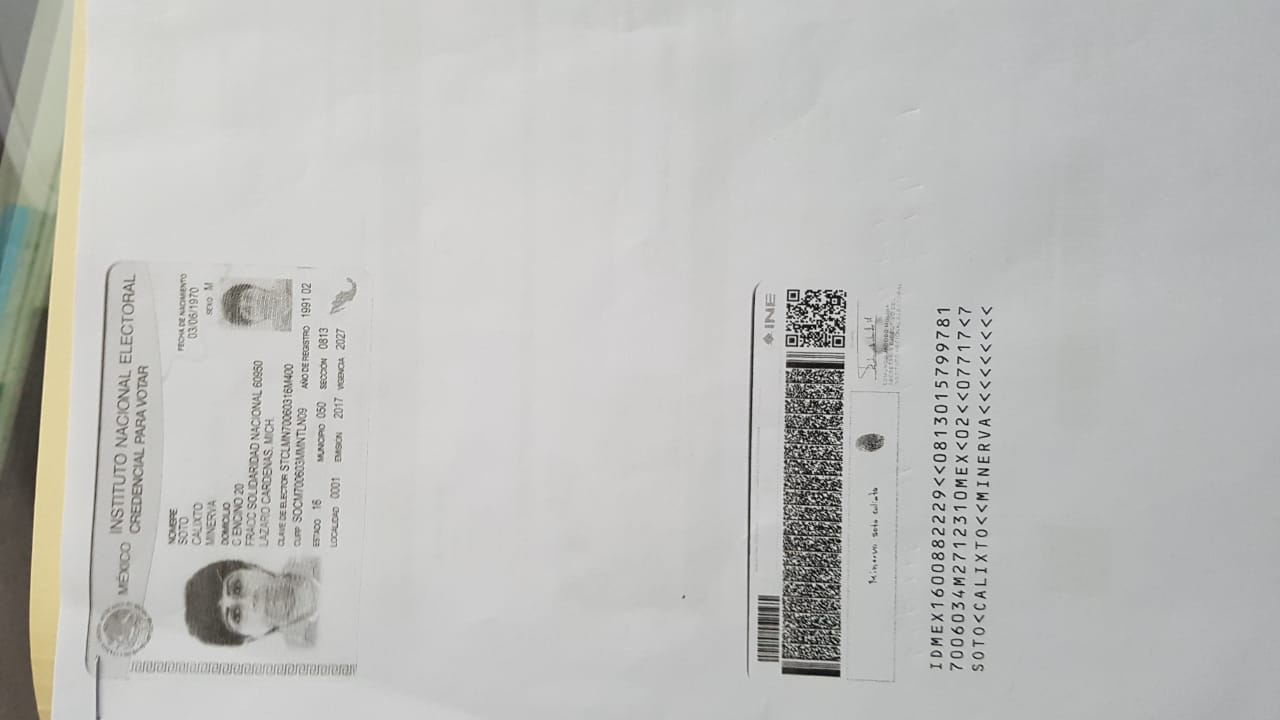 MÉXICO INSTITUTO NACIONAL ELECTORAL
CREDENCIAL PARA VOTAR
NOMBRE
SOTO
CALIXTO
MINERVA
FECHA DE NACIMIENTO
03/06/1970
SEXO M
DOMICILIO
C ENCINO 20
FRACC SOLIDARIDAD NACIONAL 60950
LAZARO CARDENAS, MICH.
CLAVE DE ELECTOR STCLMN70060316M400
CURP SOCM700603MMNTLN09 AÑO DE REGISTRO 1991 02
ESTADO 16 MUNICIPIO 050 SECCIÓN 0813
LOCALIDAD 0001 EMISIÓN 2017 VIGENCIA 2027
INE
Minerva soto calixto
IDMEX1600882229<<0813015799781
7006034M2712310MEX<02<<07717<7
SOTO<CALIXTO<<MINERVA<<<<<<<<<